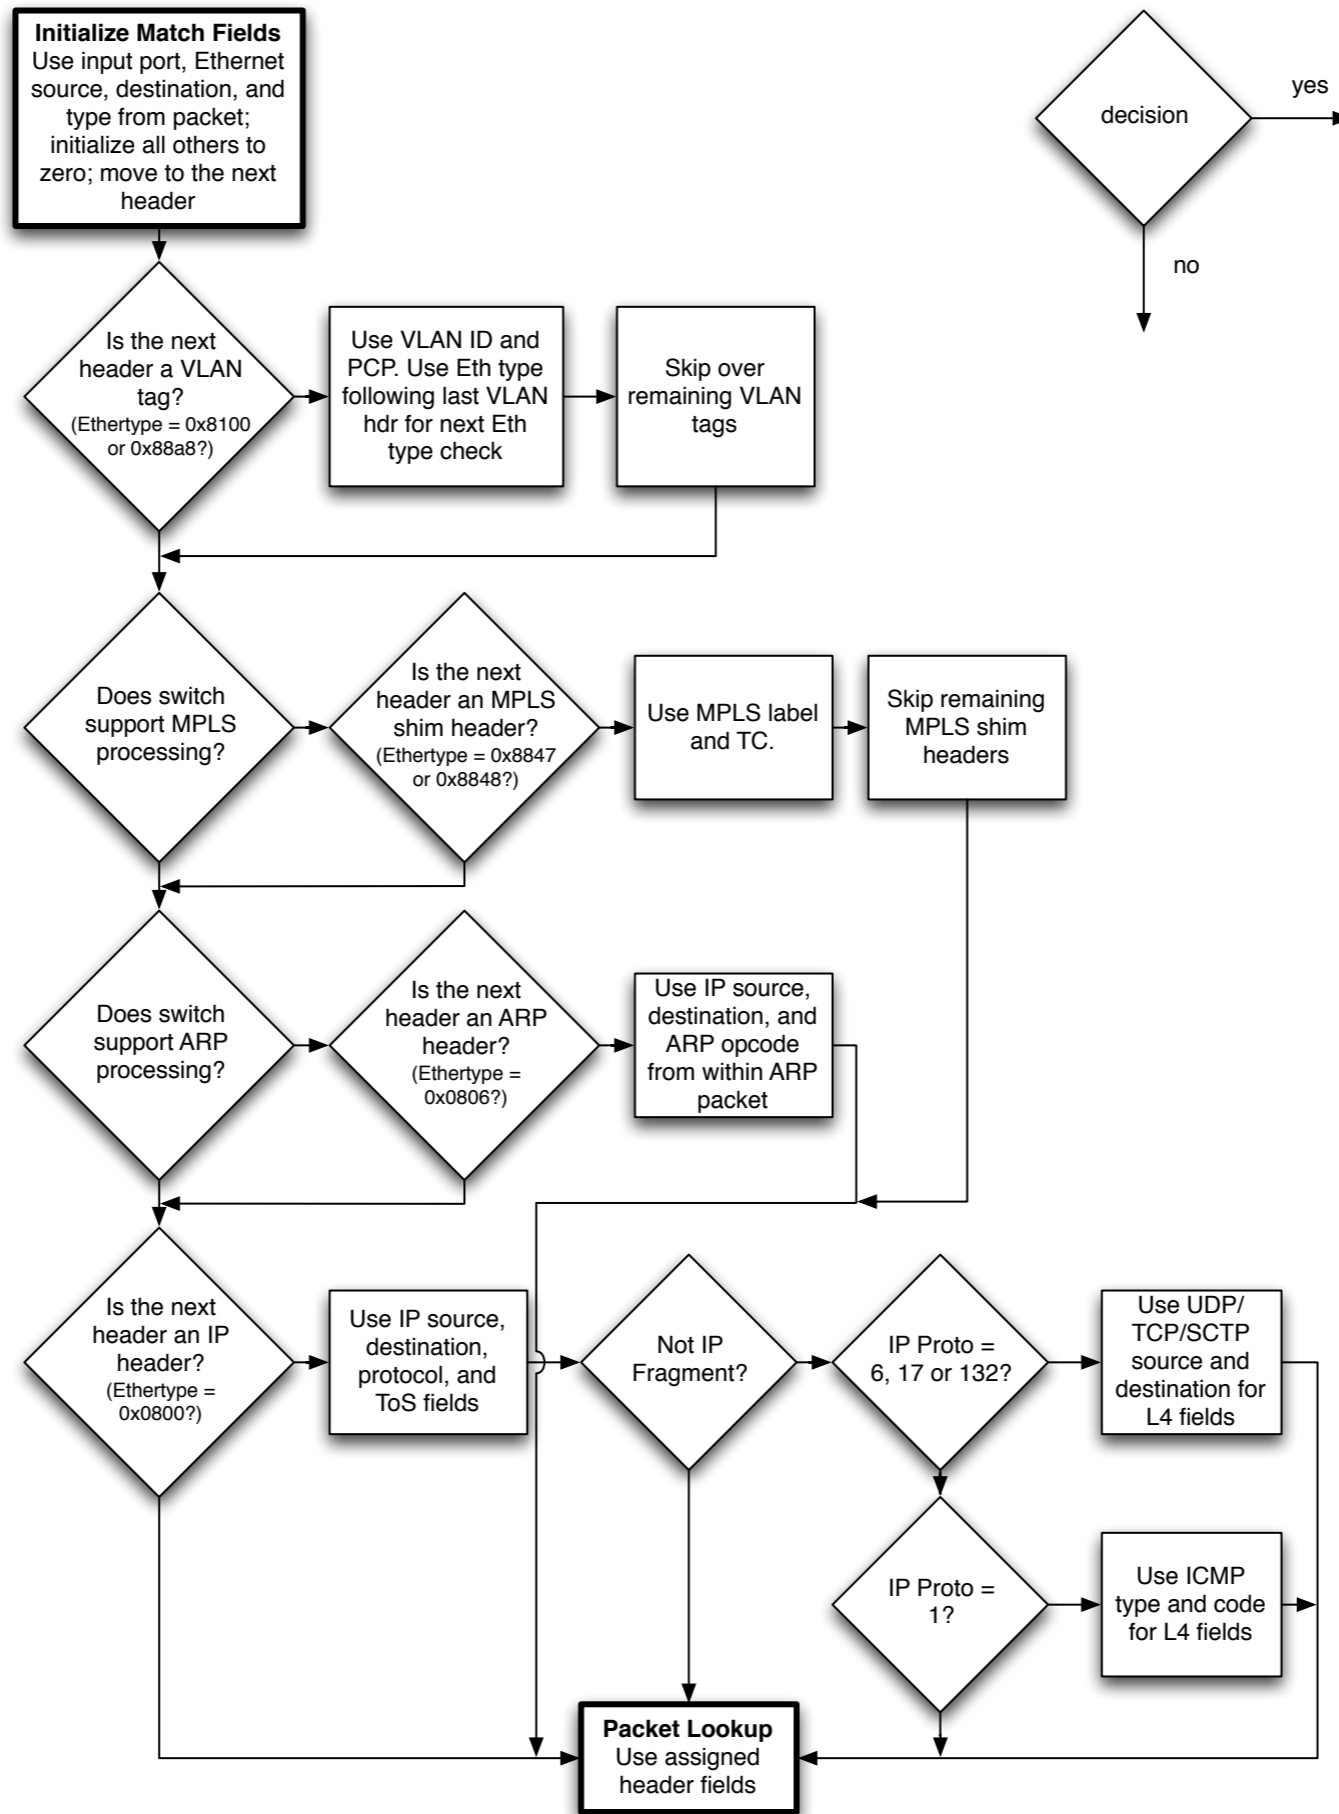 Initialize Match Fields
Use input port, Ethernet
source, destination, and
type from packet;
initialize all others to
zero; move to the next
header
decision
yes
no
Is the next
header a VLAN
tag?
(Ethertype = 0x8100
or 0x88a8?)
Use VLAN ID and
PCP. Use Eth type
following last VLAN
hdr for next Eth
type check
Skip over
remaining VLAN
tags
Does switch
support MPLS
processing?
Is the next
header an MPLS
shim header?
(Ethertype = 0x8847
or 0x8848?)
Use MPLS label
and TC.
Skip remaining
MPLS shim
headers
Does switch
support ARP
processing?
Is the next
header an ARP
header?
(Ethertype =
0x0806?)
Use IP source,
destination, and
ARP opcode
from within ARP
packet
Is the next
header an IP
header?
(Ethertype =
0x0800?)
Use IP source,
destination,
protocol, and
ToS fields
Not IP
Fragment?
IP Proto =
6, 17 or 132?
Use UDP/
TCP/SCTP
source and
destination for
L4 fields
IP Proto =
1?
Use ICMP
type and code
for L4 fields
Packet Lookup
Use assigned
header fields